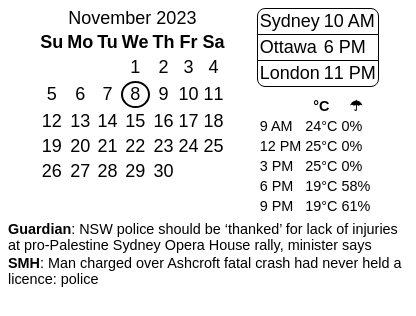 November 2023
Su Mo Tu We Th Fr Sa
1 2 3 4
5 6 7 8 9 10 11
12 13 14 15 16 17 18
19 20 21 22 23 24 25
26 27 28 29 30
Sydney 10 AM
Ottawa 6 PM
London 11 PM
°C ☂
9 AM 24°C 0%
12 PM 25°C 0%
3 PM 25°C 0%
6 PM 19°C 58%
9 PM 19°C 61%
Guardian: NSW police should be ‘thanked’ for lack of injuries
at pro-Palestine Sydney Opera House rally, minister says
SMH: Man charged over Ashcroft fatal crash had never held a
licence: police